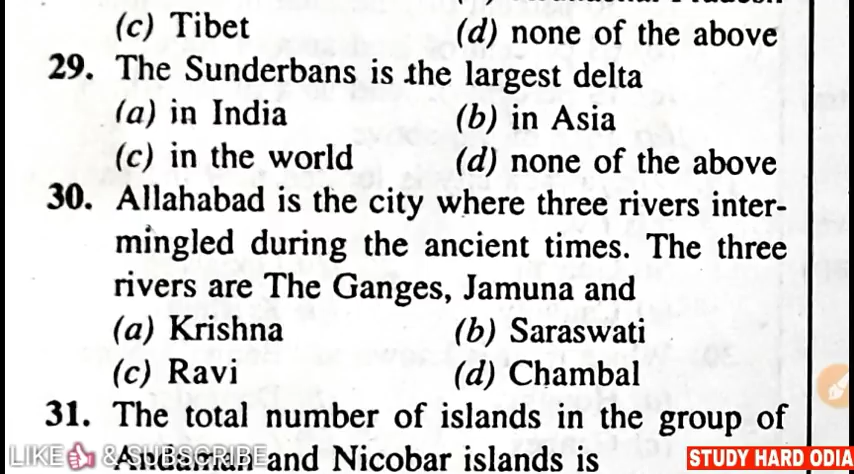 (c) Tibet (d) none of the above
29. The Sunderbans is the largest delta
(a) in India (b) in Asia
(c) in the world (d) none of the above
30. Allahabad is the city where three rivers inter-
mingled during the ancient times. The three
rivers are The Ganges, Jamuna and
(a) Krishna (b) Saraswati
(c) Ravi (d) Chambal
31. The total number of islands in the group of
Andaman and Nicobar islands is
LIKE & SUBSCRIBE
STUDY HARD ODIA